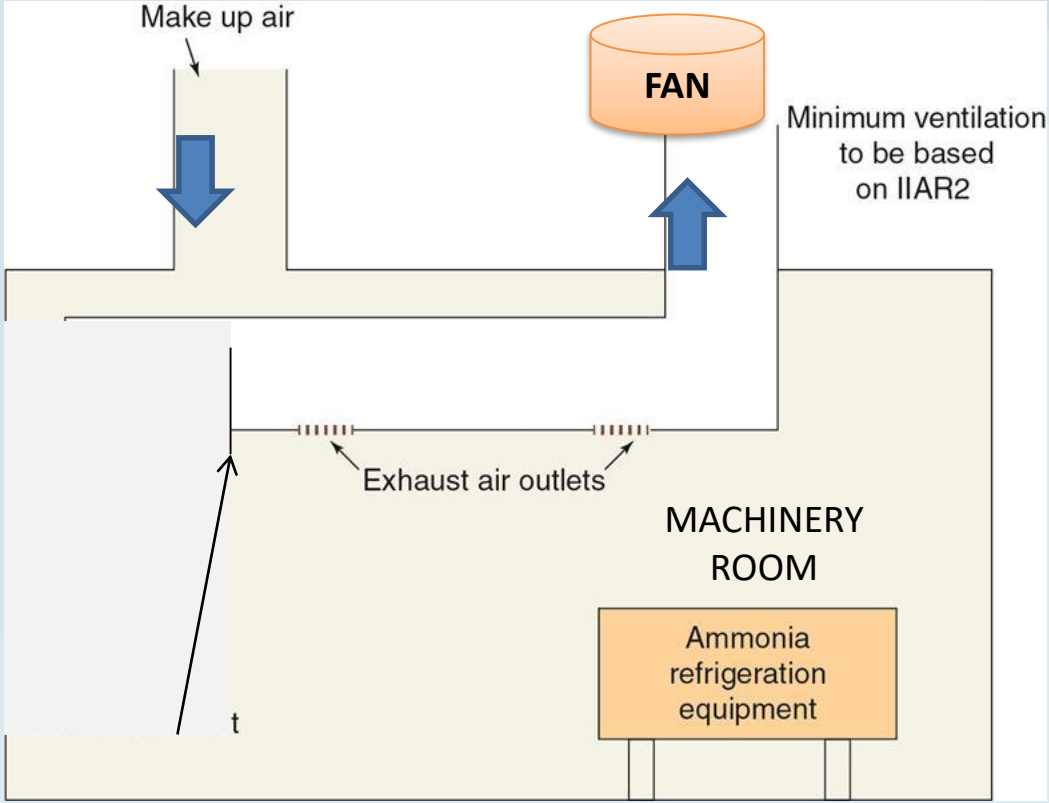 Make up air
FAN
Minimum ventilation
to be based
on IIAR2
Exhaust air outlets
MACHINERY
ROOM
Ammonia
refrigeration
equipment
t